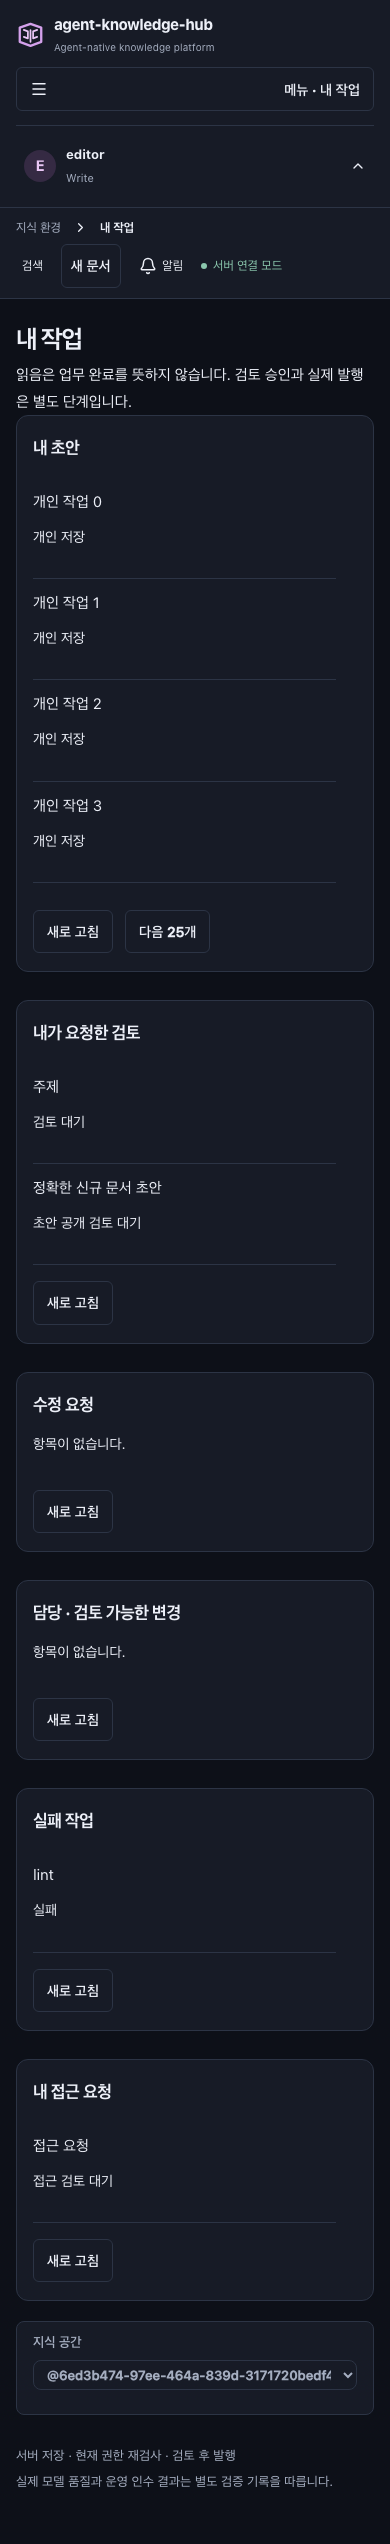 agent-knowledge-hub
Agent-native knowledge platform
메뉴 · 내 작업
E
editor
Write
지식 환경 > 내 작업
검색 새 문서 알림 서버 연결 모드
내 작업
읽음은 업무 완료를 뜻하지 않습니다. 검토 승인과 실제 발행
은 별도 단계입니다.
내 초안
개인 작업 0
개인 저장
개인 작업 1
개인 저장
개인 작업 2
개인 저장
개인 작업 3
개인 저장
새로 고침 다음 25개
내가 요청한 검토
주제
검토 대기
정확한 신규 문서 초안
초안 공개 검토 대기
새로 고침
수정 요청
항목이 없습니다.
새로 고침
담당 · 검토 가능한 변경
항목이 없습니다.
새로 고침
실패 작업
lint
실패
새로 고침
내 접근 요청
접근 요청
접근 검토 대기
새로 고침
지식 공간
@6ed3b474-97ee-464a-839d-3171720bedf4
서버 저장 · 현재 권한 재검사 · 검토 후 발행
실제 모델 품질과 운영 인수 결과는 별도 검증 기록을 따릅니다.